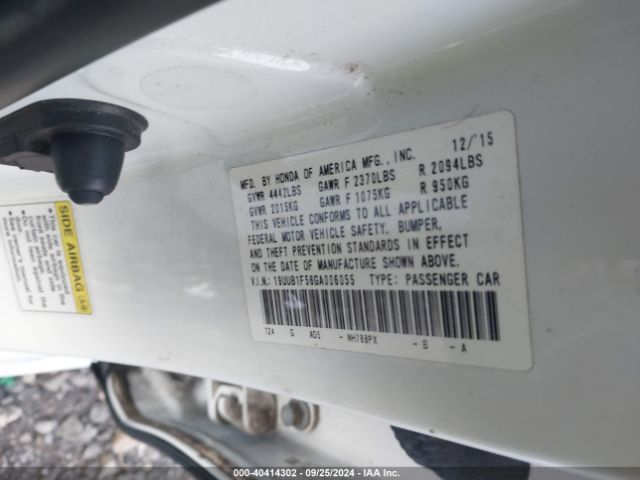 MFD. BY HONDA OF AMERICA MFG., INC. 12/'15
GVWR 4442LBS GAWR F 2370LBS R 2094LBS
GVWR 2015KG GAWR F 1075KG R 950KG
THIS VEHICLE CONFORMS TO ALL APPLICABLE
FEDERAL MOTOR VEHICLE SAFETY, BUMPER,
AND THEFT PREVENTION STANDARDS IN EFFECT
ON THE DATE OF MANUFACTURE SHOWN ABOVE.
V.I.N.: 19UUB1F56GA006055 TYPE: PASSENGER CAR
T24 G AD5 - NH788PX - B - A
SIDE AIRBAG
000-40414302 - 09/25/2024 - IAA Inc.